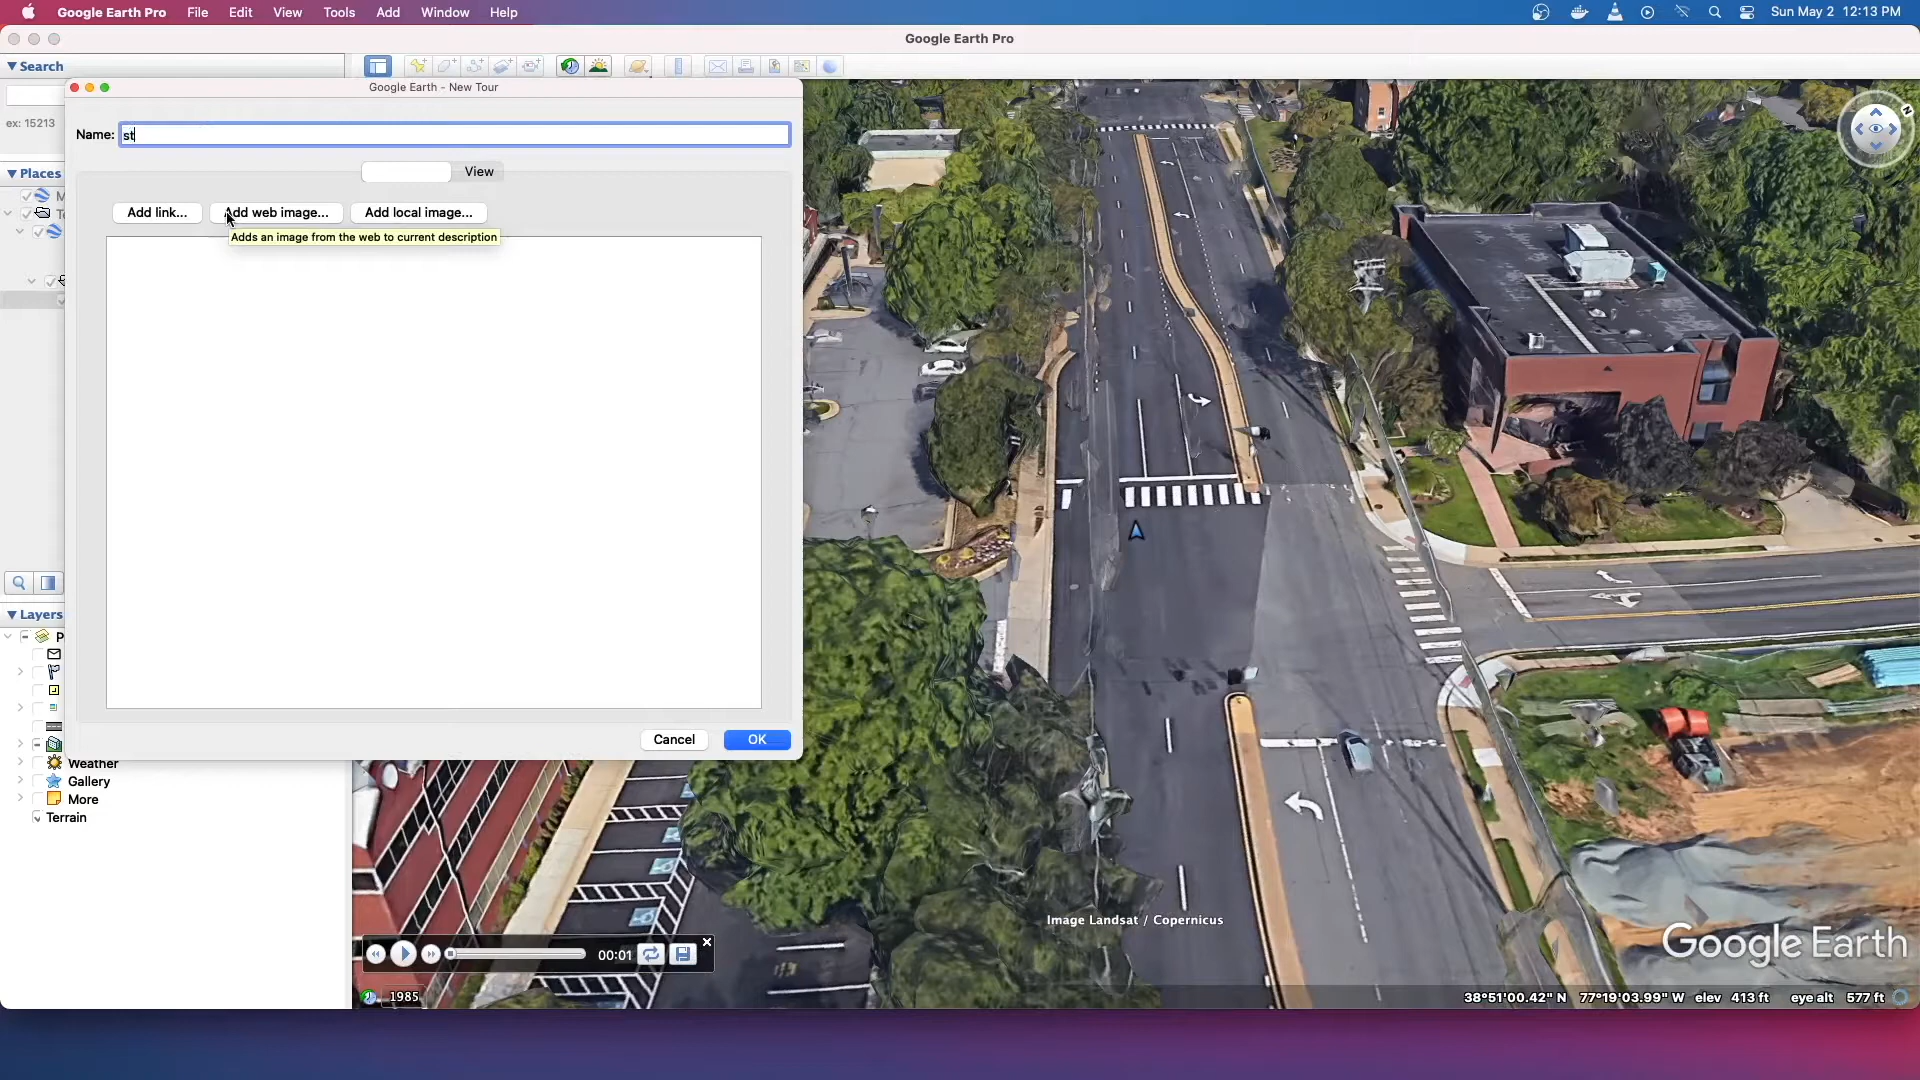 Google Earth Pro File Edit View Tools Add Window Help
Sun May 2 12:13 PM
Google Earth Pro
Search
Google Earth - New Tour
ex: 15213
Name: st
Places
View
Add link... Add web image... Add local image...
Adds an image from the web to current description
Layers
Cancel OK
Weather
Gallery
More
Terrain
Image Landsat / Copernicus
Google Earth
00:01
1985
38°51'00.42" N 77°19'03.99" W elev 413 ft eye alt 577 ft